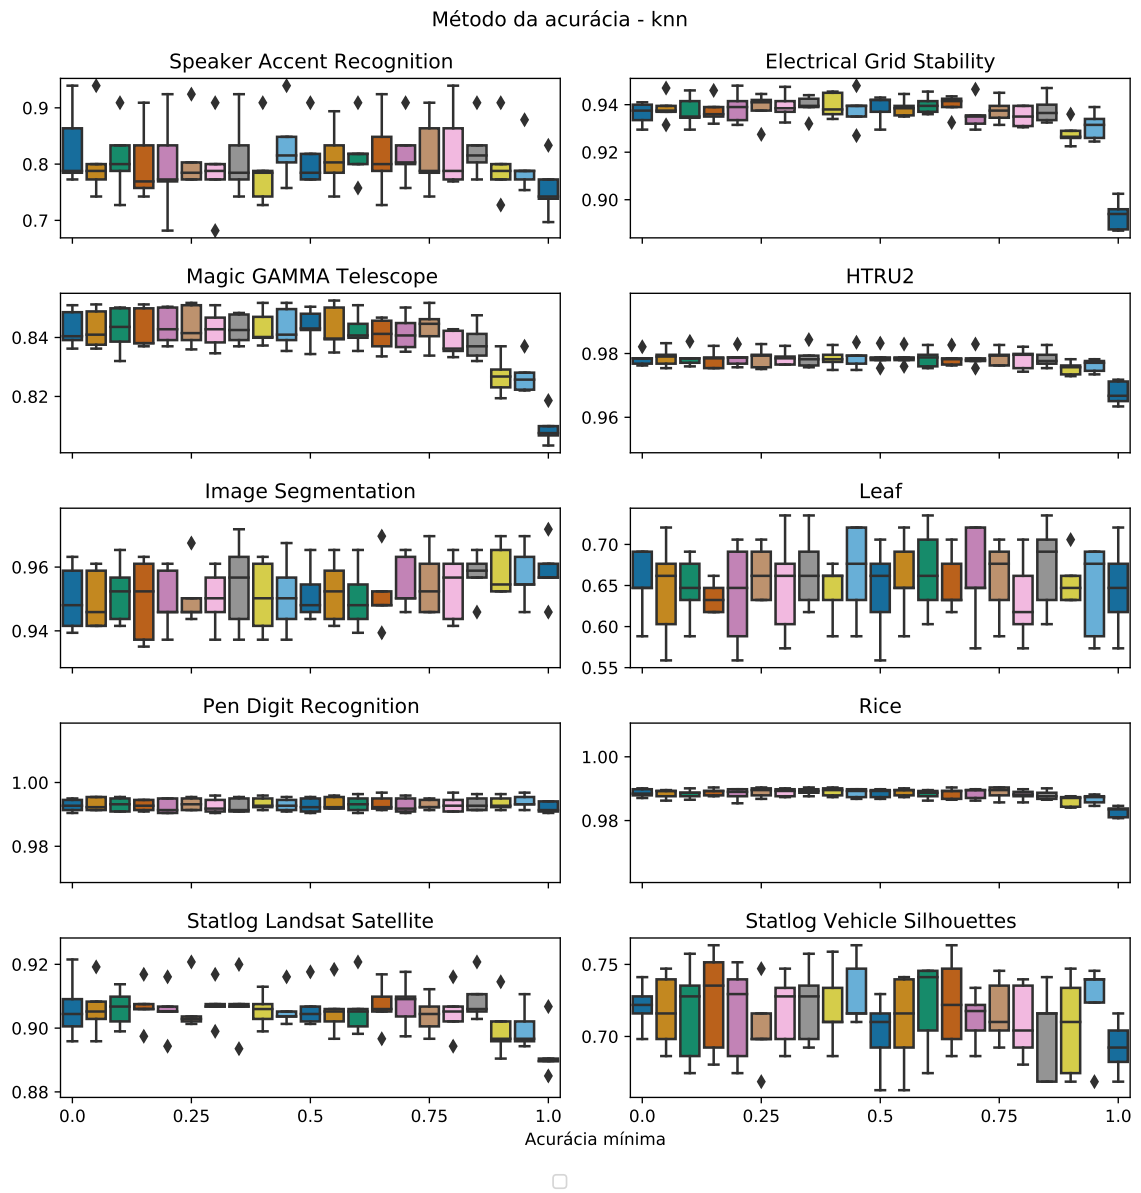 Método da acurácia - knn
Speaker Accent Recognition
Electrical Grid Stability
0.9
0.8
0.7
0.94
0.92
0.90
Magic GAMMA Telescope
HTRU2
0.84
0.82
0.98
0.96
Image Segmentation
Leaf
0.96
0.94
0.70
0.65
0.60
0.55
Pen Digit Recognition
Rice
1.00
0.98
1.00
0.98
Statlog Landsat Satellite
Statlog Vehicle Silhouettes
0.92
0.90
0.88
0.75
0.70
0.0 0.25 0.5 0.75 1.0
0.0 0.25 0.5 0.75 1.0
Acurácia mínima